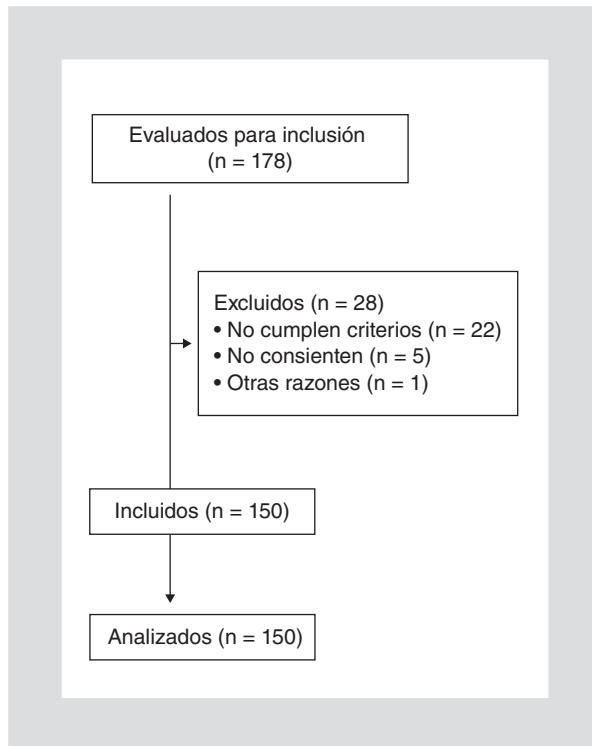 Evaluados para inclusión
(n = 178)
Excluidos (n = 28)
• No cumplen criterios (n = 22)
• No consienten (n = 5)
• Otras razones (n = 1)
Incluidos (n = 150)
Analizados (n = 150)